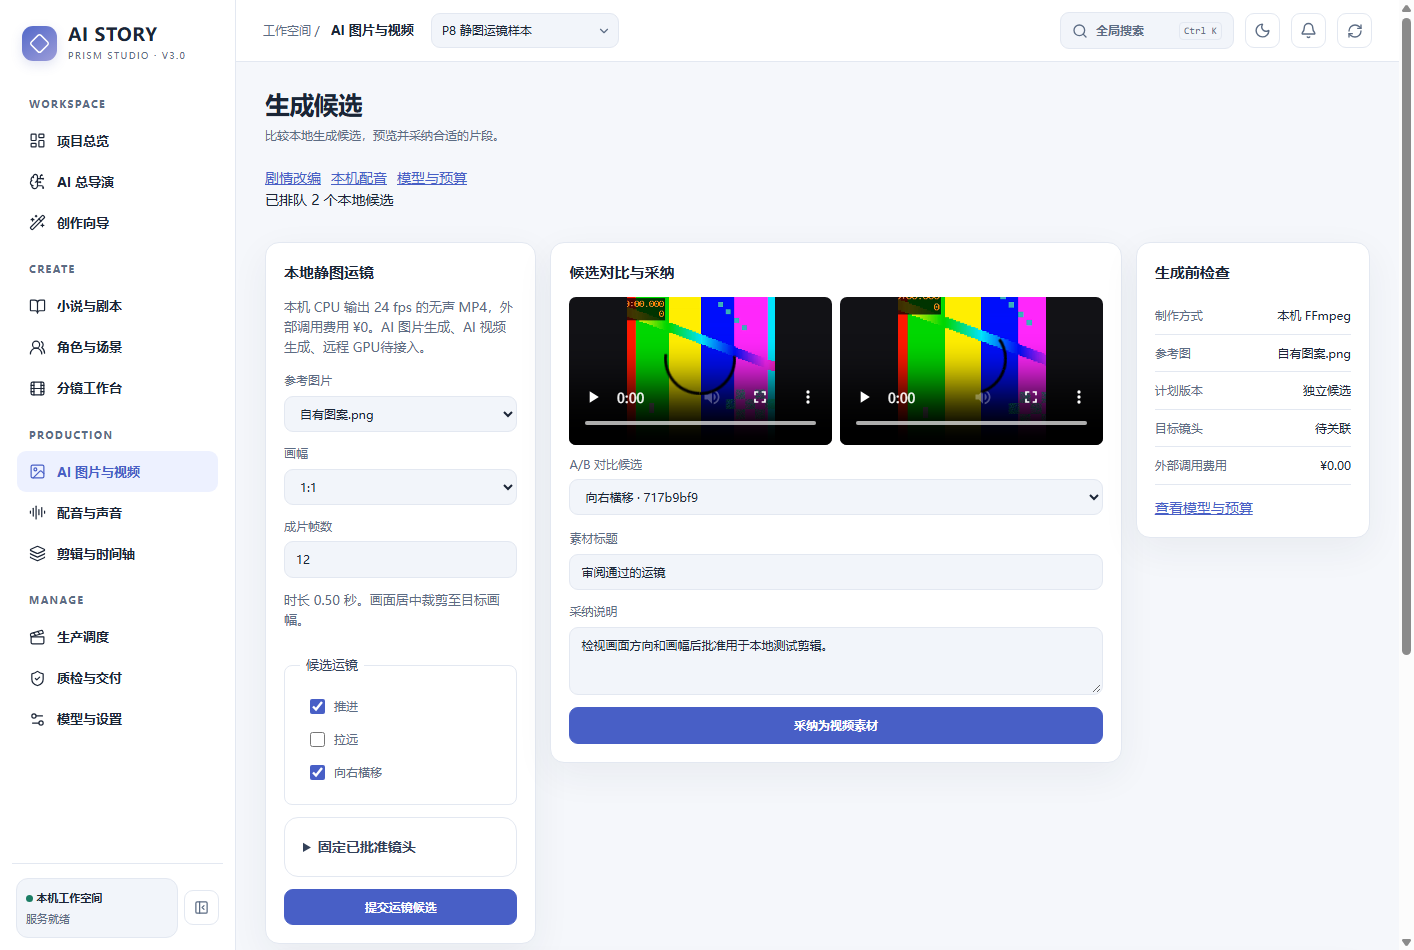 AI STORY
PRISM STUDIO · V3.0
WORKSPACE
项目总览
AI 总导演
创作向导
CREATE
小说与剧本
角色与场景
分镜工作台
PRODUCTION
AI 图片与视频
配音与声音
剪辑与时间轴
MANAGE
生产调度
质检与交付
模型与设置
本机工作空间
服务就绪
工作空间 / AI 图片与视频
P8 静图运镜样本
全局搜索
Ctrl K
生成候选
比较本地生成候选，预览并采纳合适的片段。
剧情改编 本机配音 模型与预算
已排队 2 个本地候选
本地静图运镜
本机 CPU 输出 24 fps 的无声 MP4，外
部调用费用 ¥0。AI 图片生成、AI 视频
生成、远程 GPU待接入。
参考图片
自有图案.png
画幅
1:1
成片帧数
12
时长 0.50 秒。画面居中裁剪至目标画
幅。
候选运镜
推进
拉远
向右横移
固定已批准镜头
提交运镜候选
候选对比与采纳
0:00
0:00
A/B 对比候选
向右横移 · 717b9bf9
素材标题
审阅通过的运镜
采纳说明
检视画面方向和画幅后批准用于本地测试剪辑。
采纳为视频素材
生成前检查
制作方式 本机 FFmpeg
参考图 自有图案.png
计划版本 独立候选
目标镜头 待关联
外部调用费用 ¥0.00
查看模型与预算